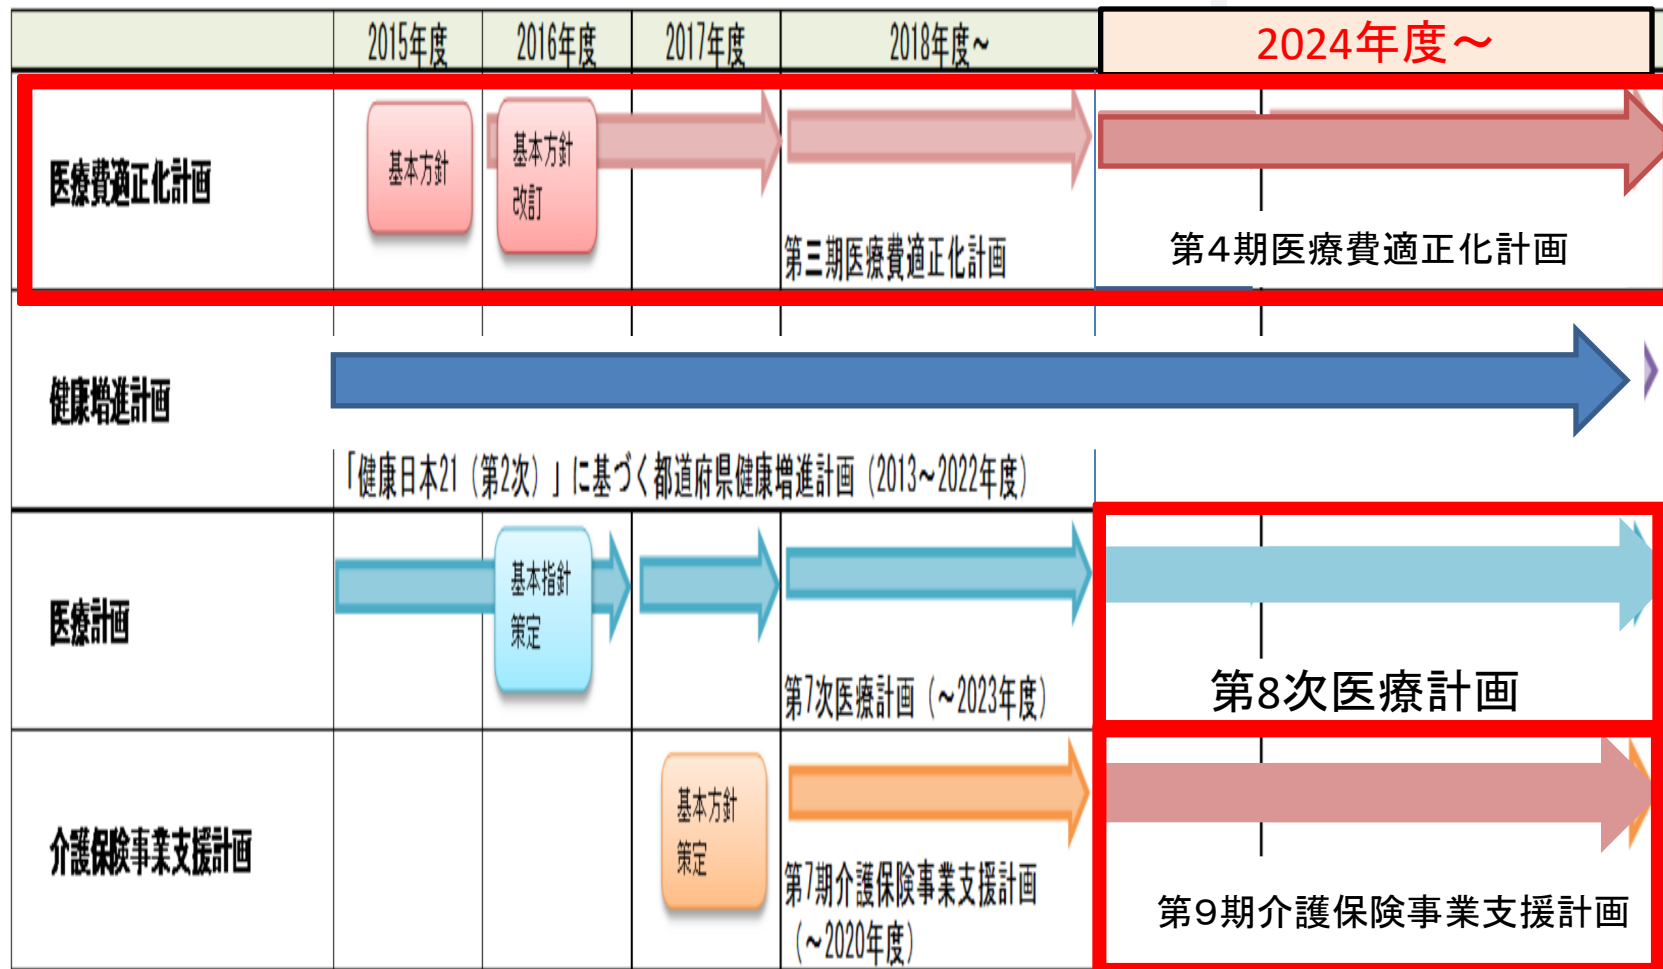 2015年度 2016年度 2017年度 2018年度～ 2024年度～
医療費適正化計画
基本方針
基本方針
改訂
第三期医療費適正化計画
第4期医療費適正化計画
健康増進計画
「健康日本21（第2次）」に基づく都道府県健康増進計画（2013～2022年度）
医療計画
基本指針
策定
第7次医療計画（～2023年度）
第8次医療計画
介護保険事業支援計画
基本方針
策定
第7期介護保険事業支援計画
（～2020年度）
第9期介護保険事業支援計画